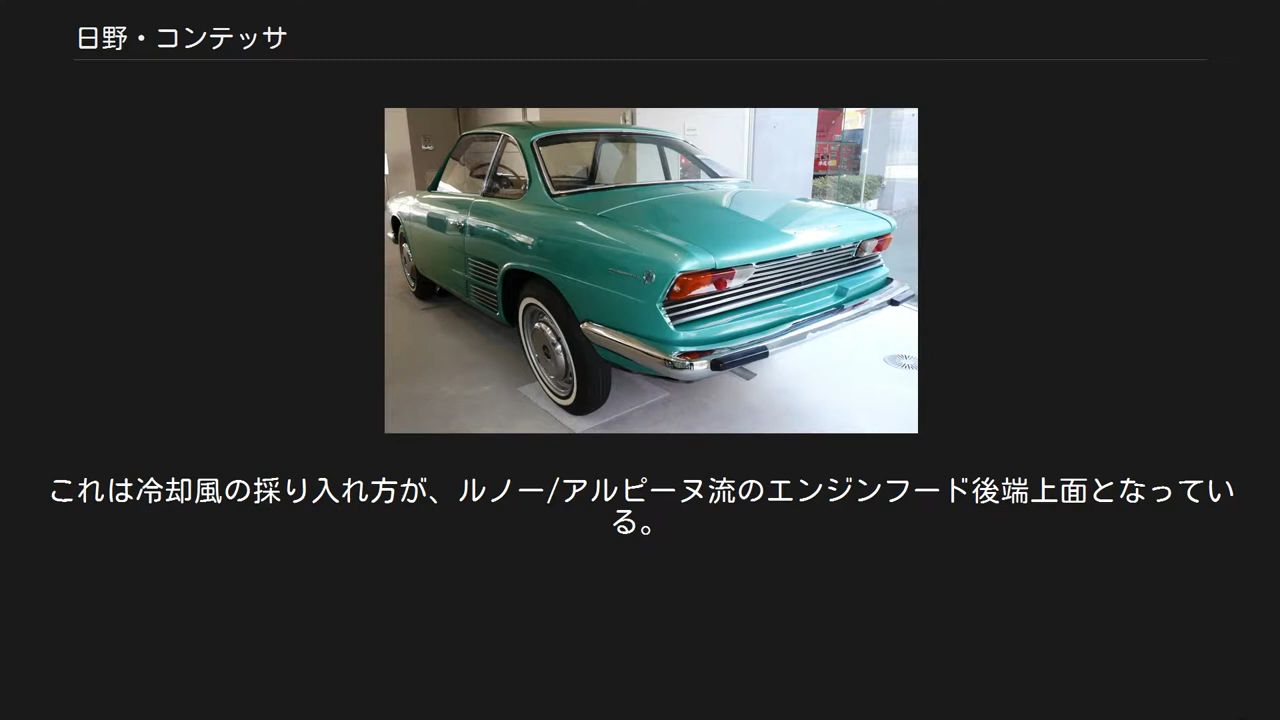 日野・コンテッサ
これは冷却風の採り入れ方が、ルノー/アルピーヌ流のエンジンフード後端上面となってい
る。